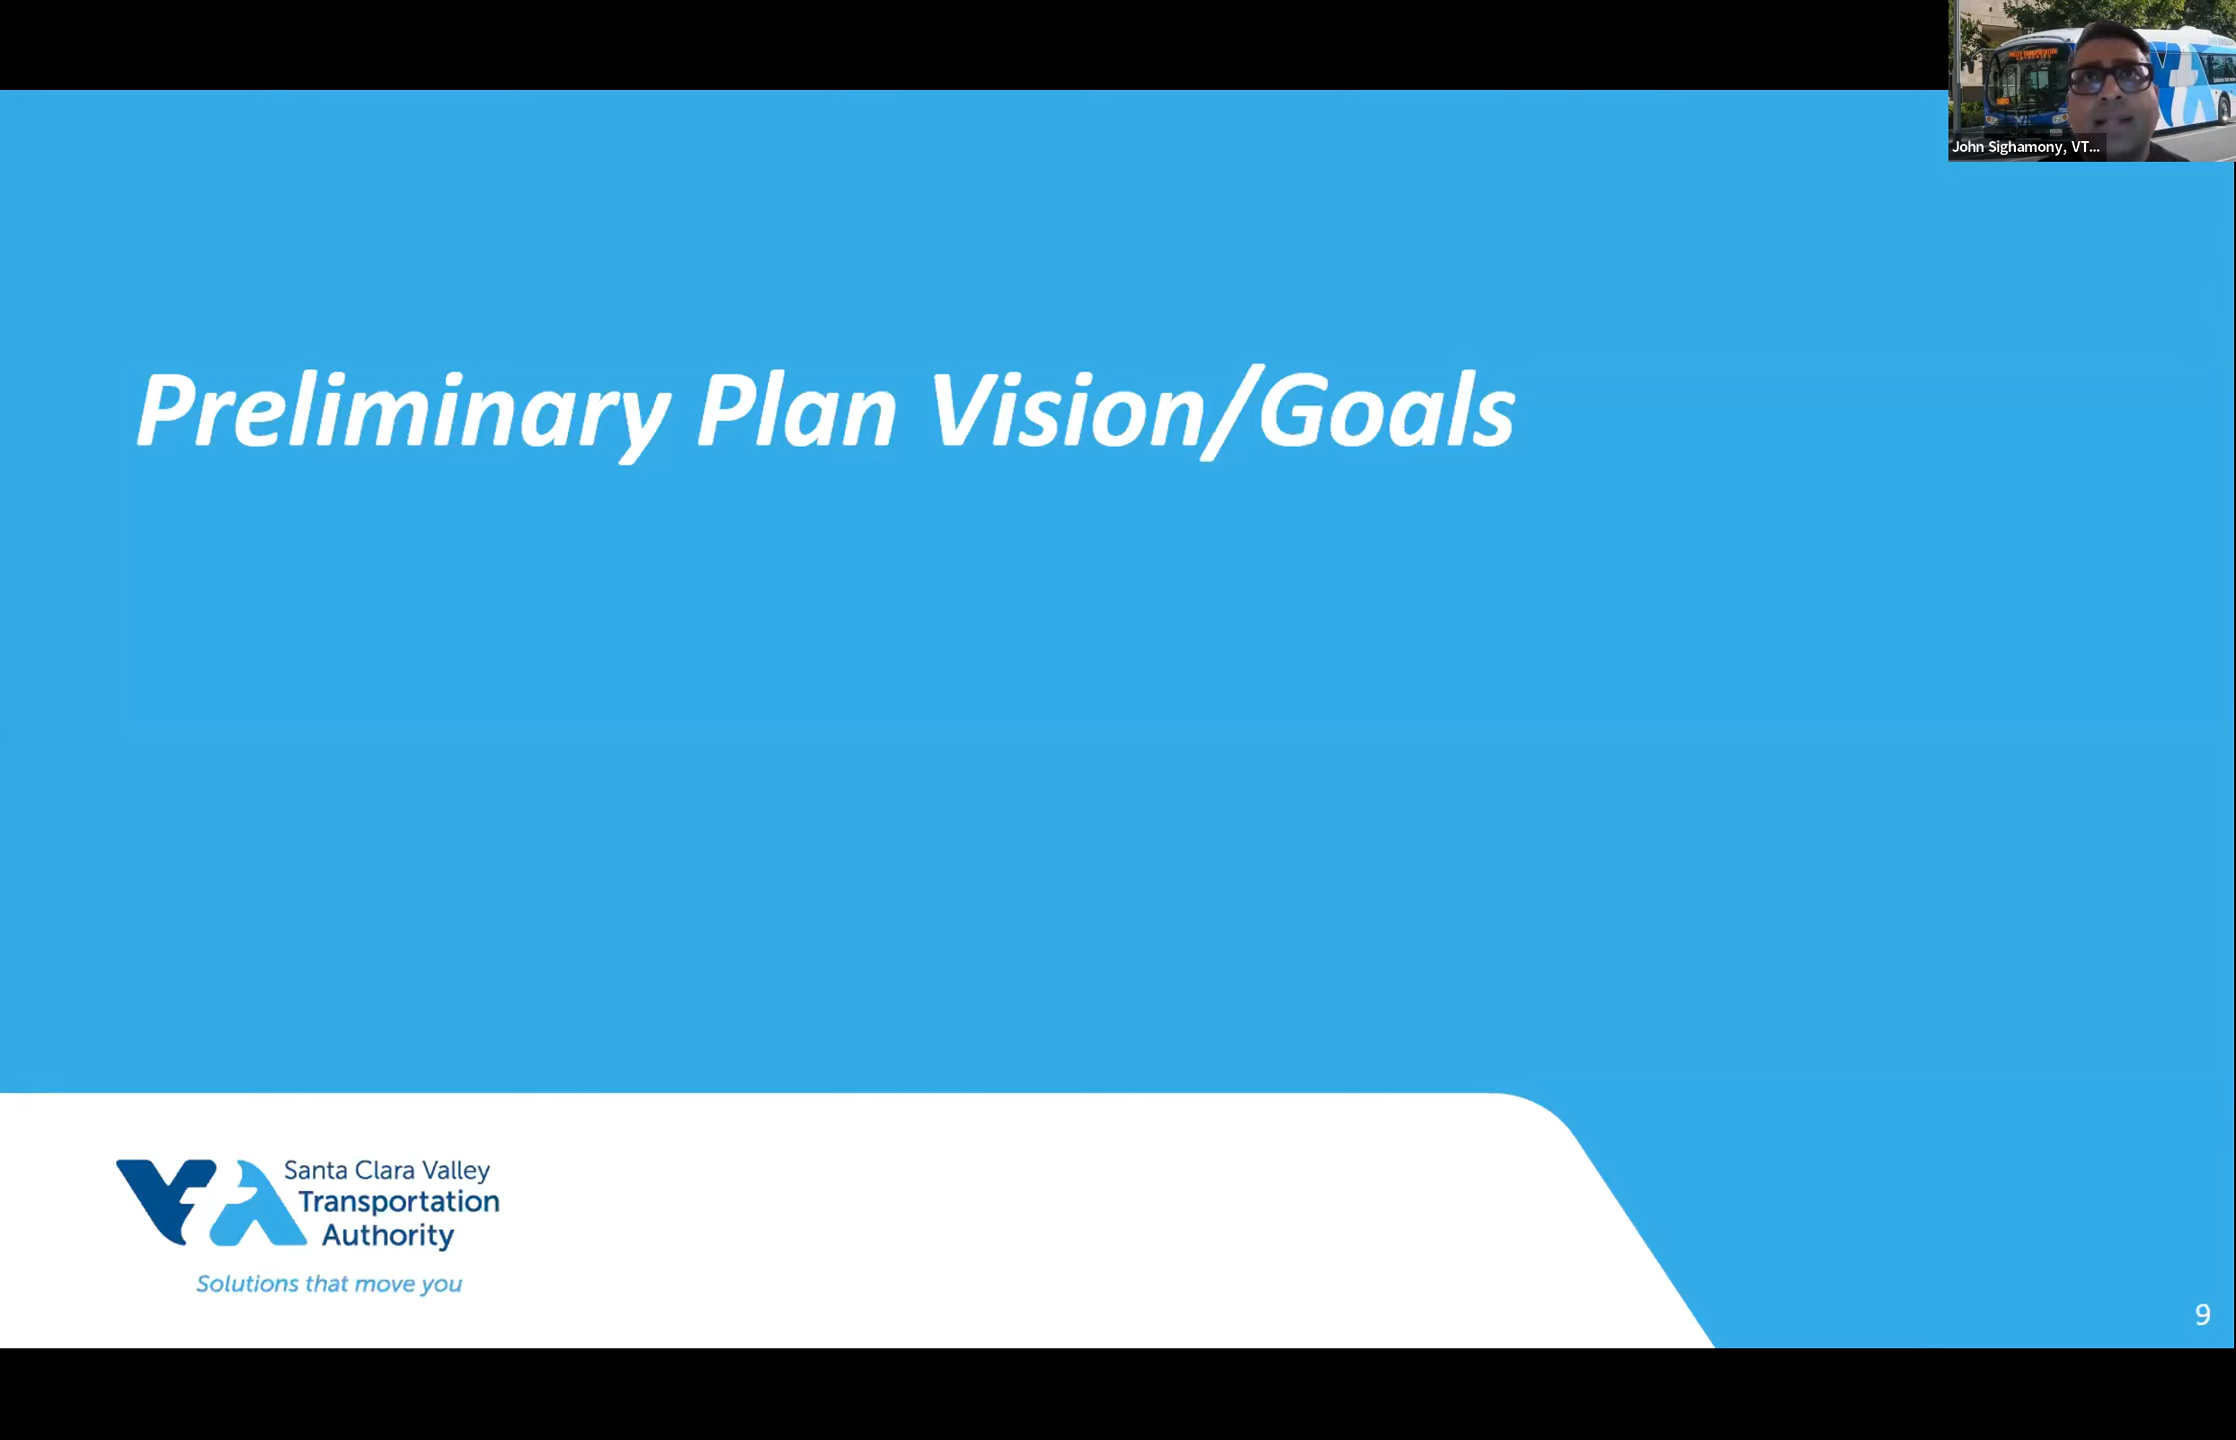 John Sighamony, VT...
Preliminary Plan Vision/Goals
Santa Clara Valley
Transportation
Authority
Solutions that move you
9